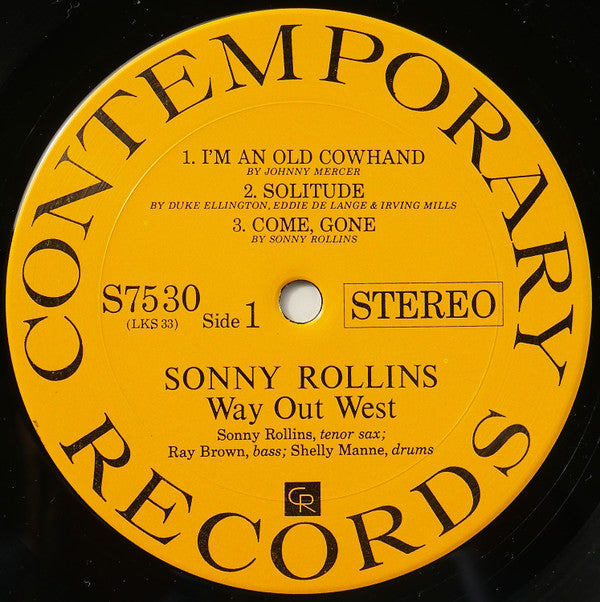 CONTEMPORARY
1. I'M AN OLD COWHAND
BY JOHNNY MERCER
2. SOLITUDE
BY DUKE ELLINGTON, EDDIE DE LANGE & IRVING MILLS
3. COME, GONE
BY SONNY ROLLINS
S7530
(LKS 33)
Side 1
STEREO
SONNY ROLLINS
Way Out West
Sonny Rollins, tenor sax;
Ray Brown, bass; Shelly Manne, drums
CR
RECORDS